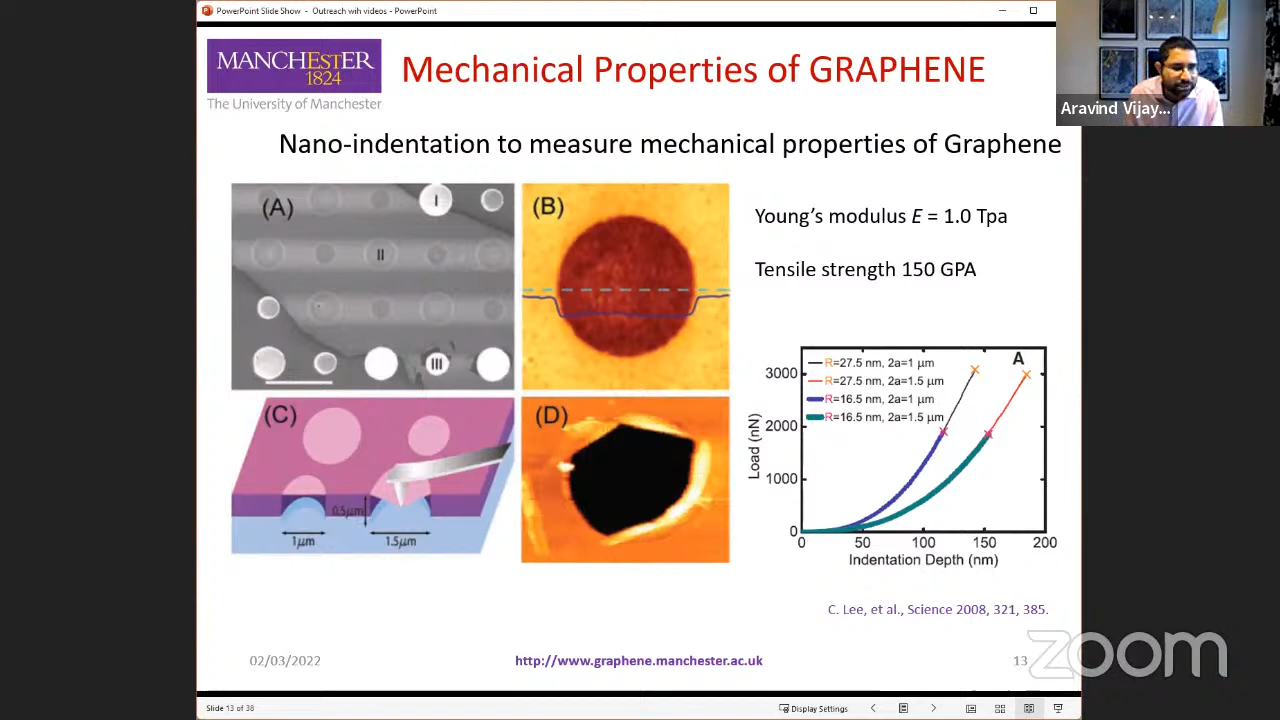 PowerPoint Slide Show - Outreach wih videos - PowerPoint
MANCHESTER
1824
The University of Manchester
Mechanical Properties of GRAPHENE
Aravind Vijay...
Nano-indentation to measure mechanical properties of Graphene
(A)
I
II
III
(B)
(C)
0.5μm
1μm
1.5μm
(D)
Young's modulus E = 1.0 Tpa
Tensile strength 150 GPA
A
R=27.5 nm, 2a=1 μm
R=27.5 nm, 2a=1.5 μm
R=16.5 nm, 2a=1 μm
R=16.5 nm, 2a=1.5 μm
Load (nN)
3000
2000
1000
0
0 50 100 150 200
Indentation Depth (nm)
C. Lee, et al., Science 2008, 321, 385.
02/03/2022
http://www.graphene.manchester.ac.uk
13
zoom
Slide 13 of 38
Display Settings